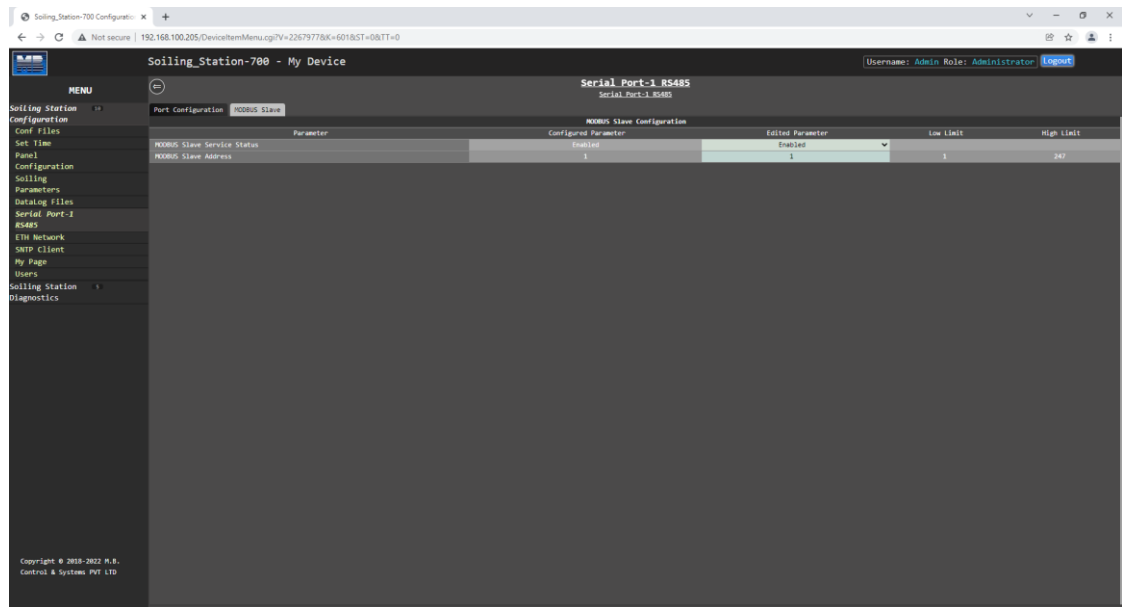 Soiling_Station-700 Configuratio
Not secure | 192.168.100.205/DeviceItemMenu.cgi?V=2267977&K=601&ST=0&TT=0
MB
Soiling_Station-700 - My Device
Username: Admin Role: Administrator Logout
MENU
Soiling Station
Configuration
Conf Files
Set Time
Panel
Configuration
Soiling
Parameters
DataLog Files
Serial Port-1
RS485
ETH Network
SNTP Client
My Page
Users
Soiling Station
Diagnostics
Serial Port-1 RS485
Serial Port-1 RS485
Port Configuration MODBUS Slave
MODBUS Slave Configuration
Parameter Configured Parameter Edited Parameter Low Limit High Limit
MODBUS Slave Service Status Enabled Enabled
MODBUS Slave Address 1 1 1 247
Copyright © 2018-2022 M.B.
Control & Systems PVT LTD